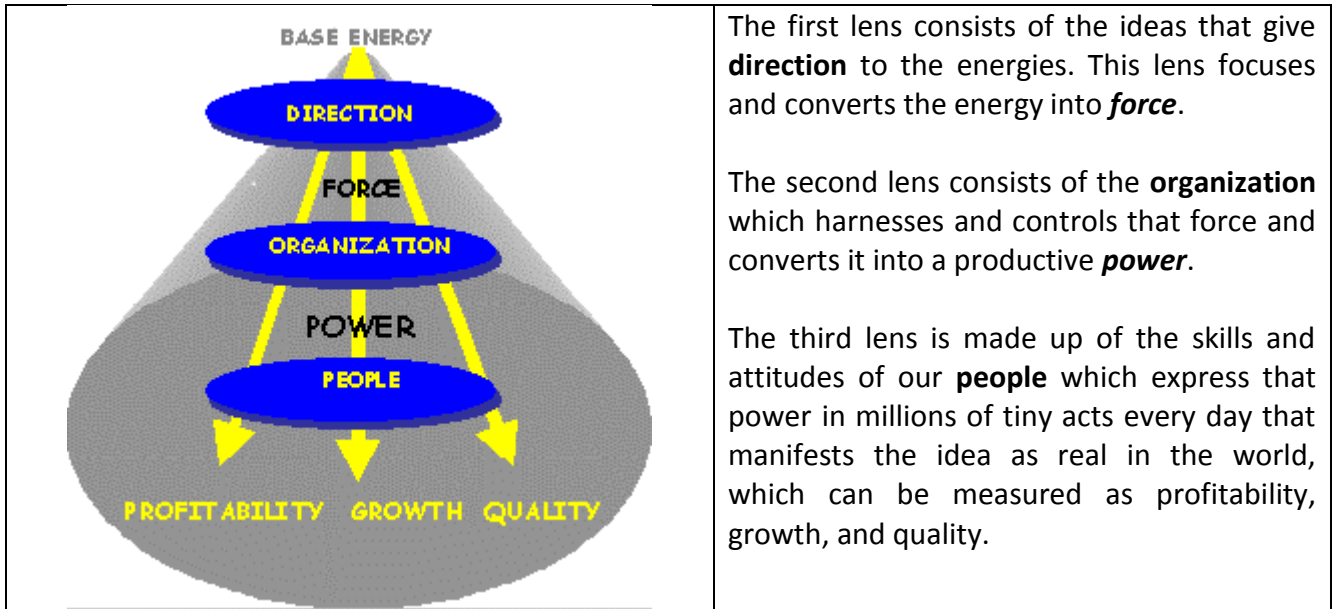 BASE ENERGY
DIRECTION
FORCE
ORGANIZATION
POWER
PEOPLE
PROFITABILITY GROWTH QUALITY
The first lens consists of the ideas that give
direction to the energies. This lens focuses
and converts the energy into force.
The second lens consists of the organization
which harnesses and controls that force and
converts it into a productive power.
The third lens is made up of the skills and
attitudes of our people which express that
power in millions of tiny acts every day that
manifests the idea as real in the world,
which can be measured as profitability,
growth, and quality.